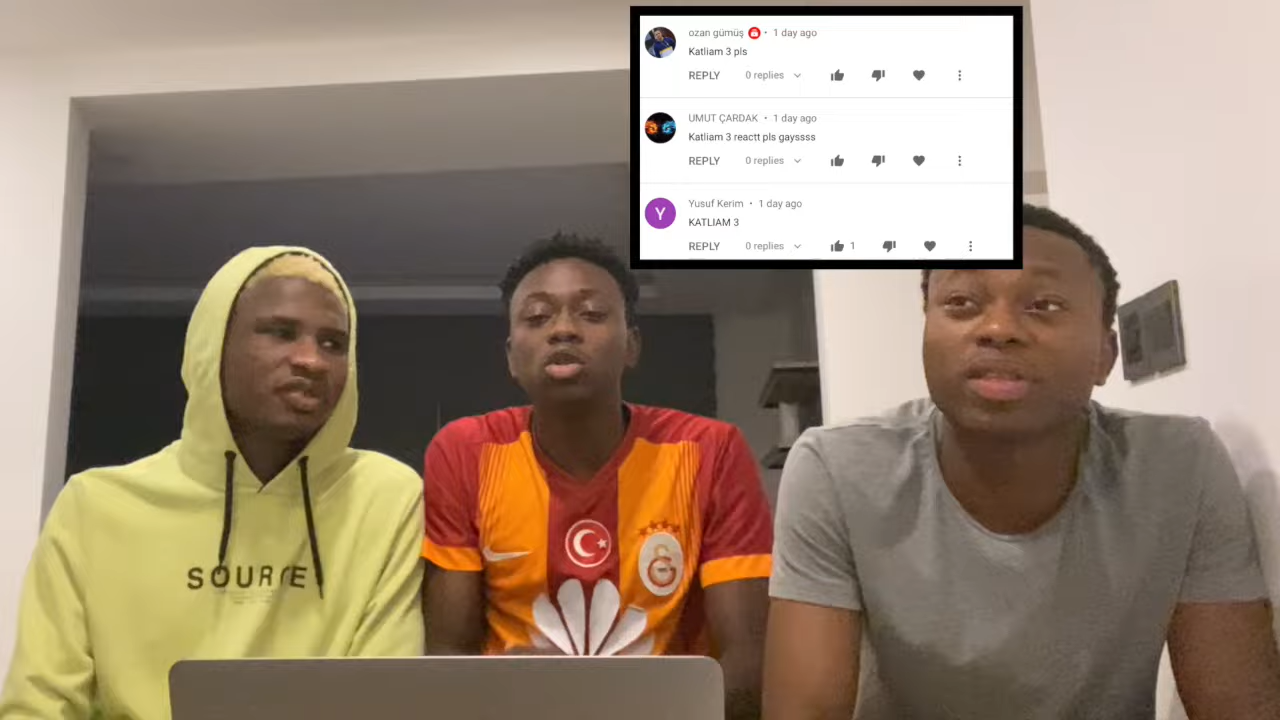 ozan gümüş • 1 day ago
Katliam 3 pls
REPLY 0 replies
UMUT ÇARDAK • 1 day ago
Katliam 3 reactt pls gayssss
REPLY 0 replies
Y
Yusuf Kerim • 1 day ago
KATLIAM 3
REPLY 0 replies 1
SOURCE